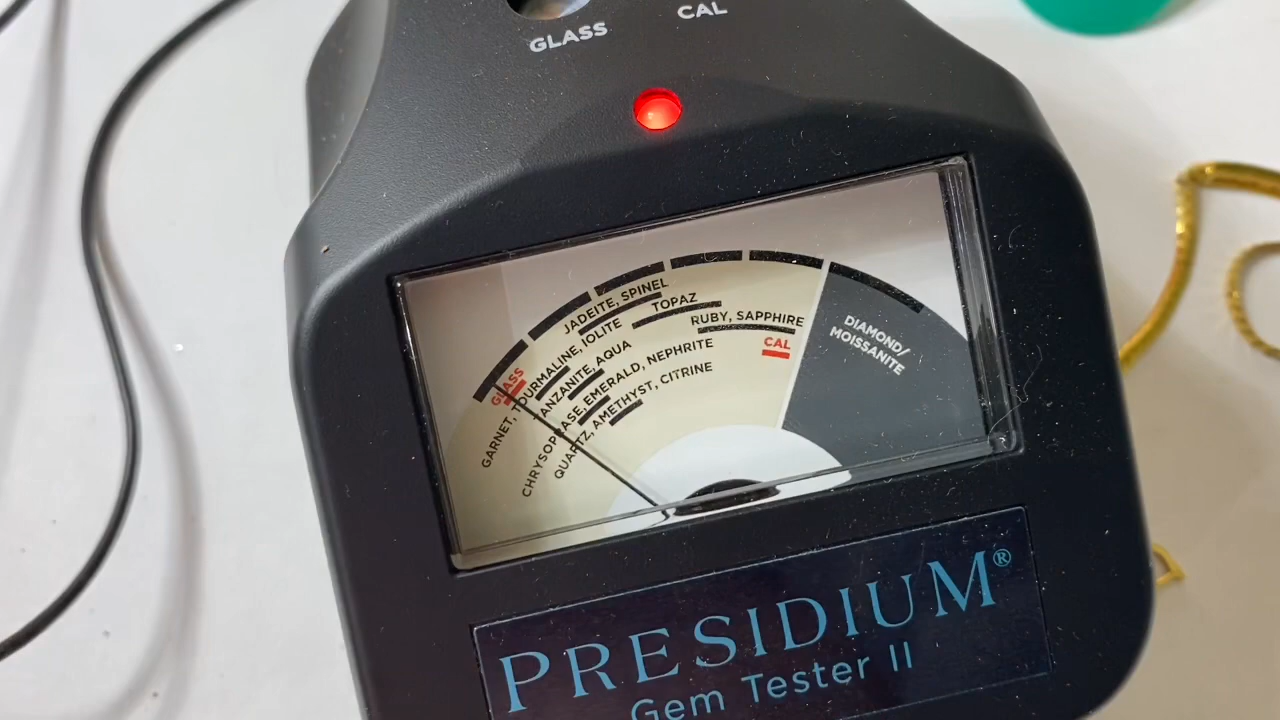 GLASS
CAL
JADEITE, SPINEL
TOPAZ
RUBY, SAPPHIRE
CAL
DIAMOND/
MOISSANITE
GLASS
GARNET, TOURMALINE, IOLITE
TANZANITE, AQUA
CHRYSOPRASE, EMERALD, NEPHRITE
QUARTZ, AMETHYST, CITRINE
PRESIDIUM®
Gem Tester II